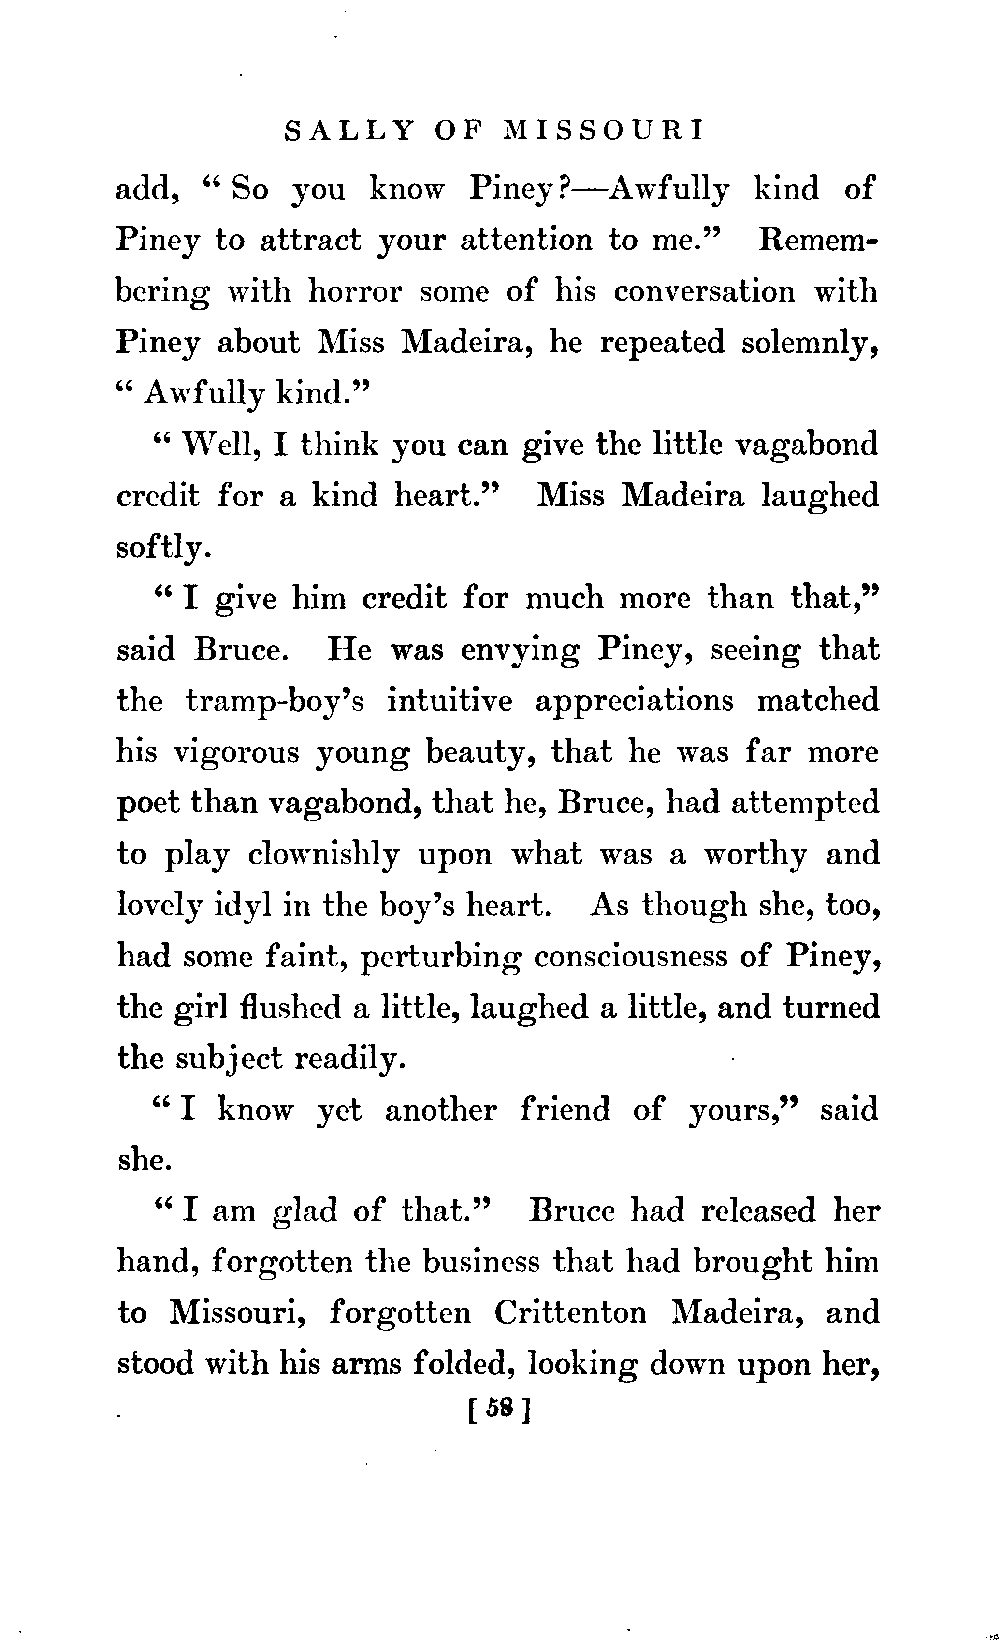 SALLY OF MISSOURI
add, “ So you know Piney?—Awfully kind of
Piney to attract your attention to me.” Remem-
bering with horror some of his conversation with
Piney about Miss Madeira, he repeated solemnly,
“ Awfully kind.”
“ Well, I think you can give the little vagabond
credit for a kind heart.” Miss Madeira laughed
softly.
“ I give him credit for much more than that,”
said Bruce. He was envying Piney, seeing that
the tramp-boy’s intuitive appreciations matched
his vigorous young beauty, that he was far more
poet than vagabond, that he, Bruce, had attempted
to play clownishly upon what was a worthy and
lovely idyl in the boy’s heart. As though she, too,
had some faint, perturbing consciousness of Piney,
the girl flushed a little, laughed a little, and turned
the subject readily.
“ I know yet another friend of yours,” said
she.
“ I am glad of that.” Bruce had released her
hand, forgotten the business that had brought him
to Missouri, forgotten Crittenton Madeira, and
stood with his arms folded, looking down upon her,
[ 58 ]